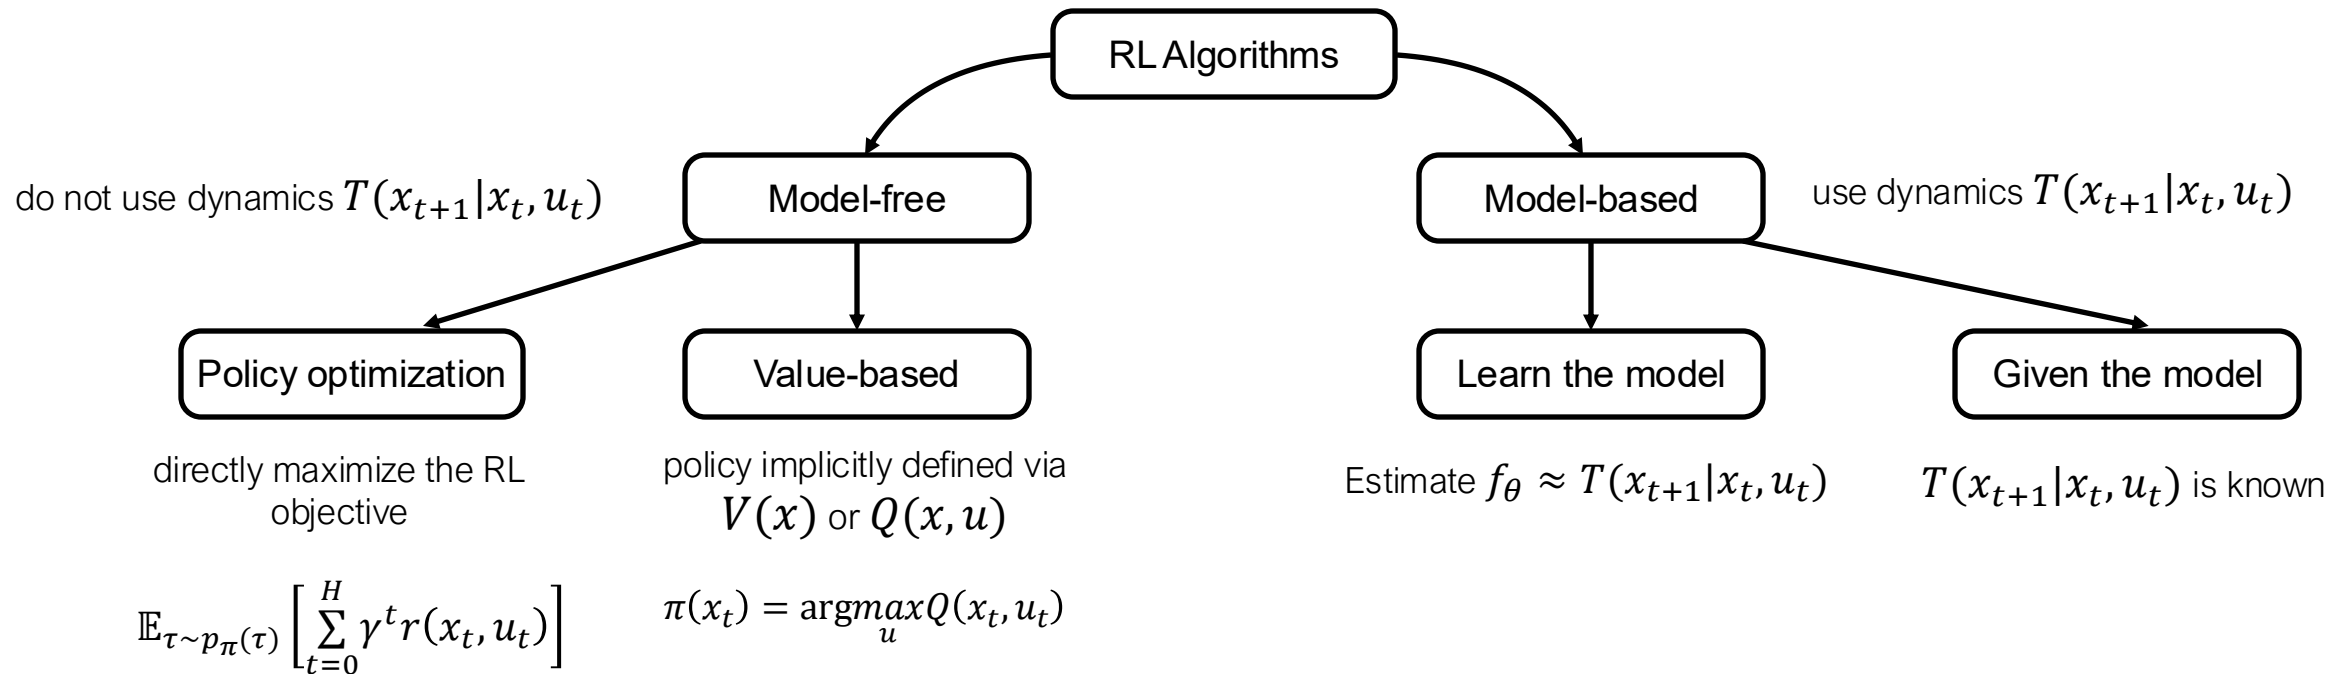 RL Algorithms
do not use dynamics T(x_{t+1}|x_t, u_t)
Model-free
Model-based
use dynamics T(x_{t+1}|x_t, u_t)
Policy optimization
Value-based
Learn the model
Given the model
directly maximize the RL
objective
policy implicitly defined via
V(x) or Q(x, u)
Estimate f_θ ≈ T(x_{t+1}|x_t, u_t)
T(x_{t+1}|x_t, u_t) is known
𝔼_{τ∼p_π(τ)} [∑_{t=0}^{H} γ^t r(x_t, u_t)]
π(x_t) = argmax_u Q(x_t, u_t)